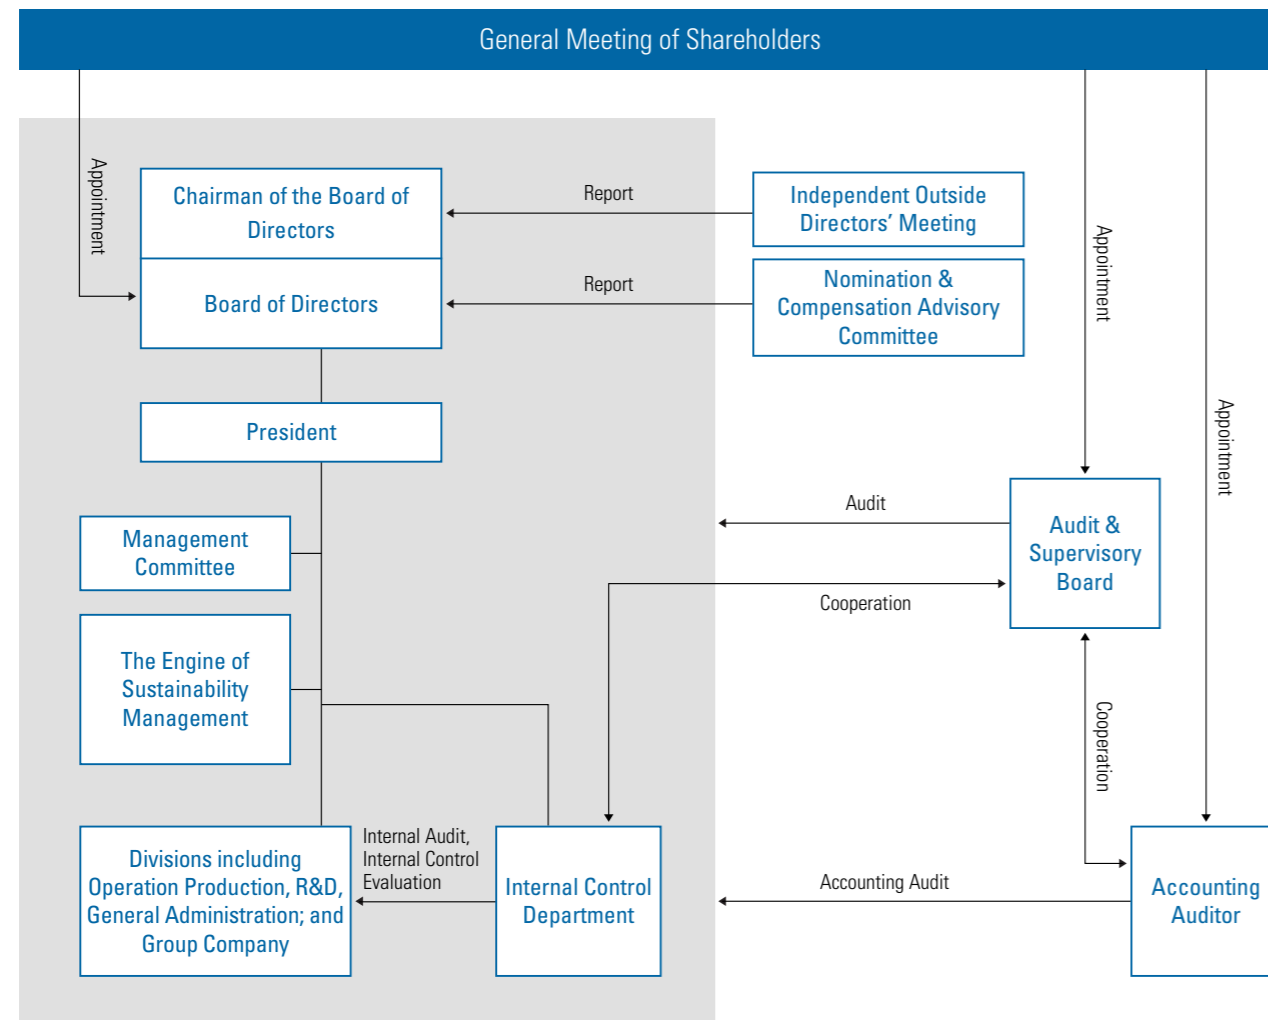 General Meeting of Shareholders
Appointment
Chairman of the Board of
Directors
Report
Independent Outside
Directors’ Meeting
Board of Directors
Report
Nomination &
Compensation Advisory
Committee
Appointment
Appointment
President
Management
Committee
Audit
Audit &
Supervisory
Board
Cooperation
The Engine of
Sustainability
Management
Cooperation
Divisions including
Operation Production, R&D,
General Administration; and
Group Company
Internal Audit,
Internal Control
Evaluation
Internal Control
Department
Accounting Audit
Accounting
Auditor